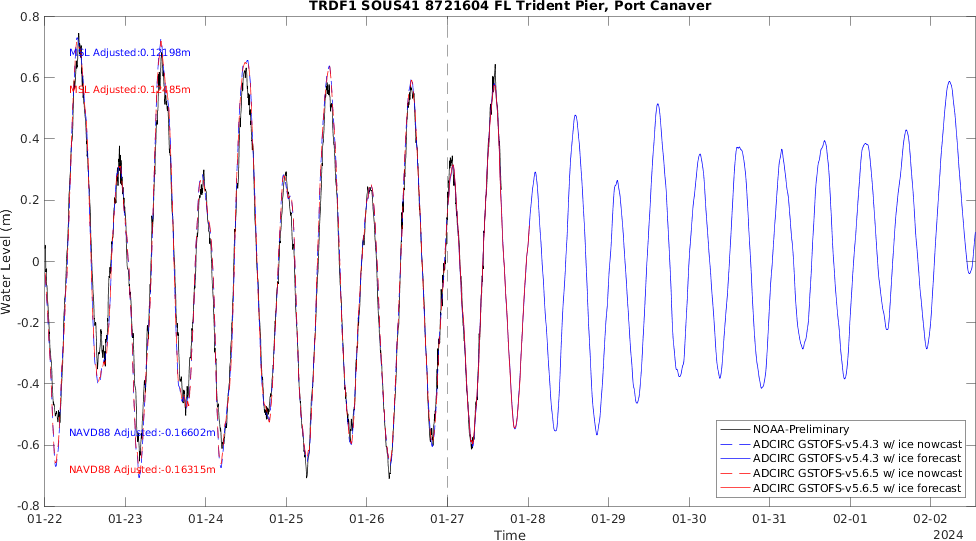 TRDF1 SOUS41 8721604 FL Trident Pier, Port Canaver
Water Level (m)
0.8
0.6
0.4
0.2
0
-0.2
-0.4
-0.6
-0.8
MSL Adjusted:0.12198m
MSL Adjusted:0.12485m
NAVD88 Adjusted:-0.16602m
NAVD88 Adjusted:-0.16315m
NOAA-Preliminary
ADCIRC GSTOFS-v5.4.3 w/ ice nowcast
ADCIRC GSTOFS-v5.4.3 w/ ice forecast
ADCIRC GSTOFS-v5.6.5 w/ ice nowcast
ADCIRC GSTOFS-v5.6.5 w/ ice forecast
01-22 01-23 01-24 01-25 01-26 01-27 01-28 01-29 01-30 01-31 02-01 02-02
Time
2024